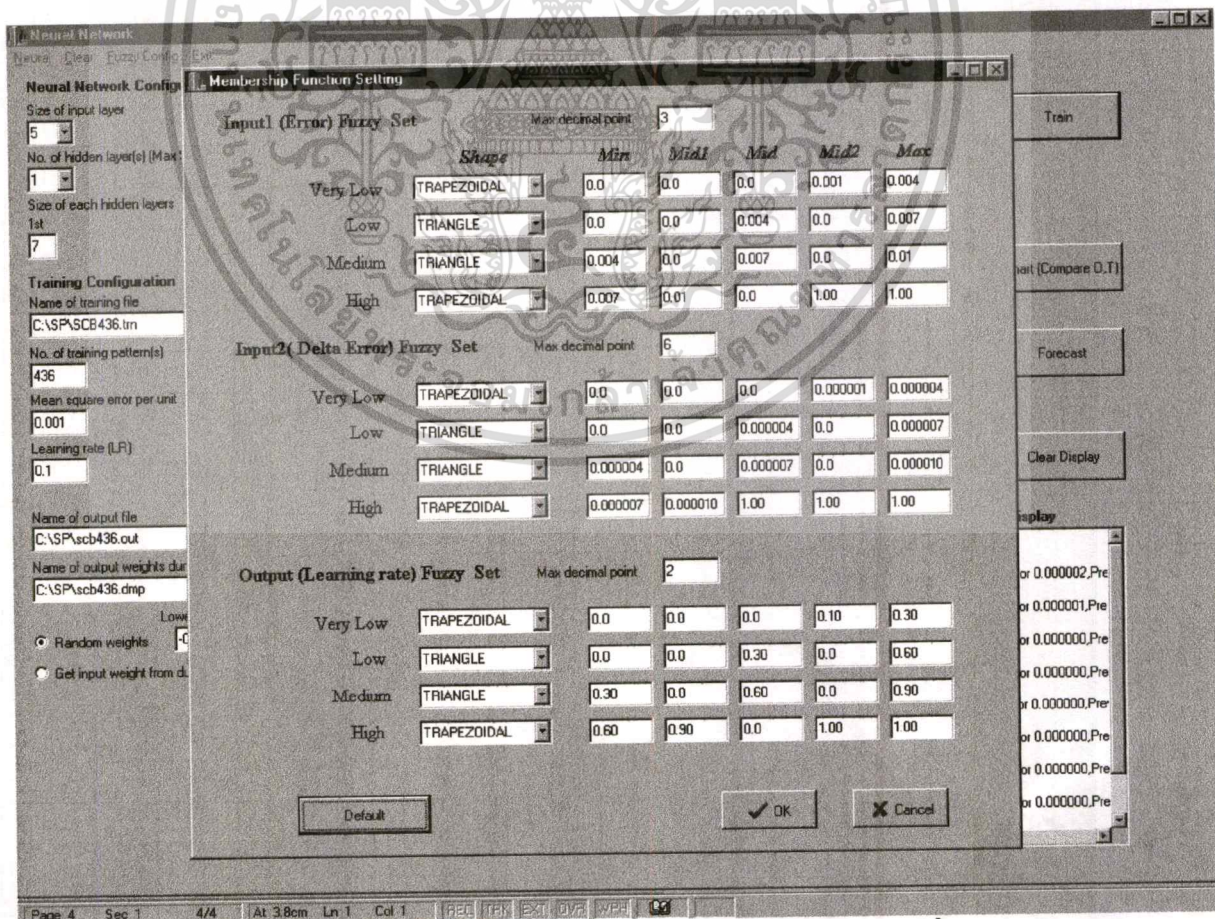 Neural Network
Neural Clear Fuzzy Config Exit
Neural Network Config
Size of input layer
5
No. of hidden layer(s) (Max
1
Size of each hidden layers
1st
7
Training Configuration
Name of training file
C:\SP\SCB436.trn
No. of training pattern(s)
436
Mean square error per unit
0.001
Learning rate (LR)
0.1
Name of output file
C:\SP\scb436.out
Name of output weights dur
C:\SP\scb436.dmp
Lowe
Random weights -0
Get input weight from du
Membership Function Setting
Input1 (Error) Fuzzy Set Max decimal point 3
Shape Min Mid1 Mid Mid2 Max
Very Low TRAPEZOIDAL 0.0 0.0 0.0 0.001 0.004
Low TRIANGLE 0.0 0.0 0.004 0.0 0.007
Medium TRIANGLE 0.004 0.0 0.007 0.0 0.01
High TRAPEZOIDAL 0.007 0.01 0.0 1.00 1.00
Input2( Delta Error) Fuzzy Set Max decimal point 6
Very Low TRAPEZOIDAL 0.0 0.0 0.0 0.000001 0.000004
Low TRIANGLE 0.0 0.0 0.000004 0.0 0.000007
Medium TRIANGLE 0.000004 0.0 0.000007 0.0 0.000010
High TRAPEZOIDAL 0.000007 0.000010 1.00 1.00 1.00
Output (Learning rate) Fuzzy Set Max decimal point 2
Very Low TRAPEZOIDAL 0.0 0.0 0.0 0.10 0.30
Low TRIANGLE 0.0 0.0 0.30 0.0 0.60
Medium TRIANGLE 0.30 0.0 0.60 0.0 0.90
High TRAPEZOIDAL 0.60 0.90 0.0 1.00 1.00
Default OK Cancel
Train
hart (Compare O,T)
Forecast
Clear Display
isplay
or 0.000002,Pre
or 0.000001,Pre
or 0.000000,Pre
or 0.000000,Pre
or 0.000000,Pre
or 0.000000,Pre
or 0.000000,Pre
or 0.000000,Pre
Page 4 Sec 1 4/4 At 3.8cm Ln 1 Col 1 REC TRK EXT OVR WPH